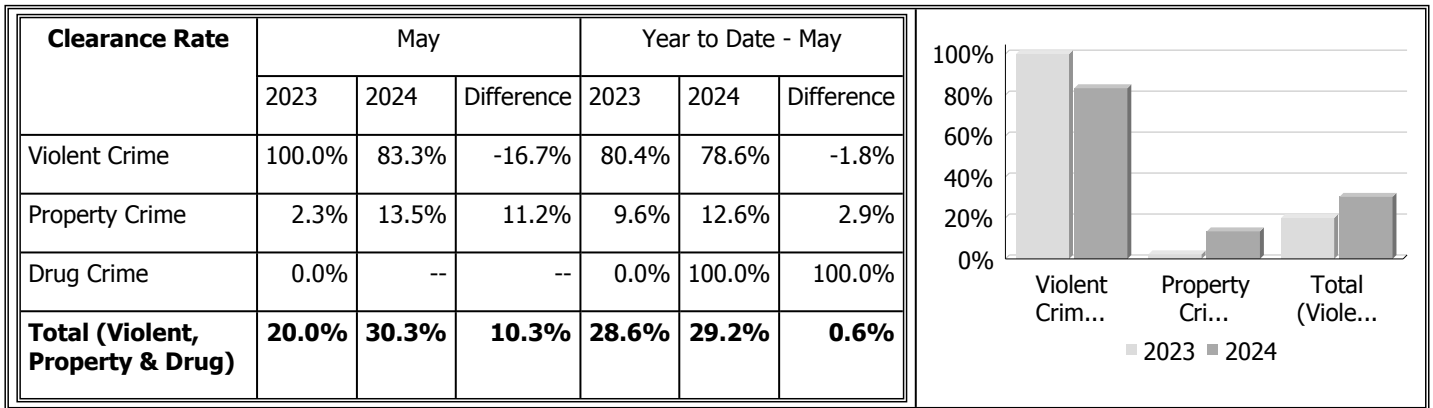 Clearance Rate May Year to Date - May
2023 2024 Difference 2023 2024 Difference
Violent Crime 100.0% 83.3% -16.7% 80.4% 78.6% -1.8%
Property Crime 2.3% 13.5% 11.2% 9.6% 12.6% 2.9%
Drug Crime 0.0% -- -- 0.0% 100.0% 100.0%
Total (Violent, 20.0% 30.3% 10.3% 28.6% 29.2% 0.6%
Property & Drug)
100%
80%
60%
40%
20%
0%
Violent Property Total
Crim... Cri... (Viole...
2023 2024